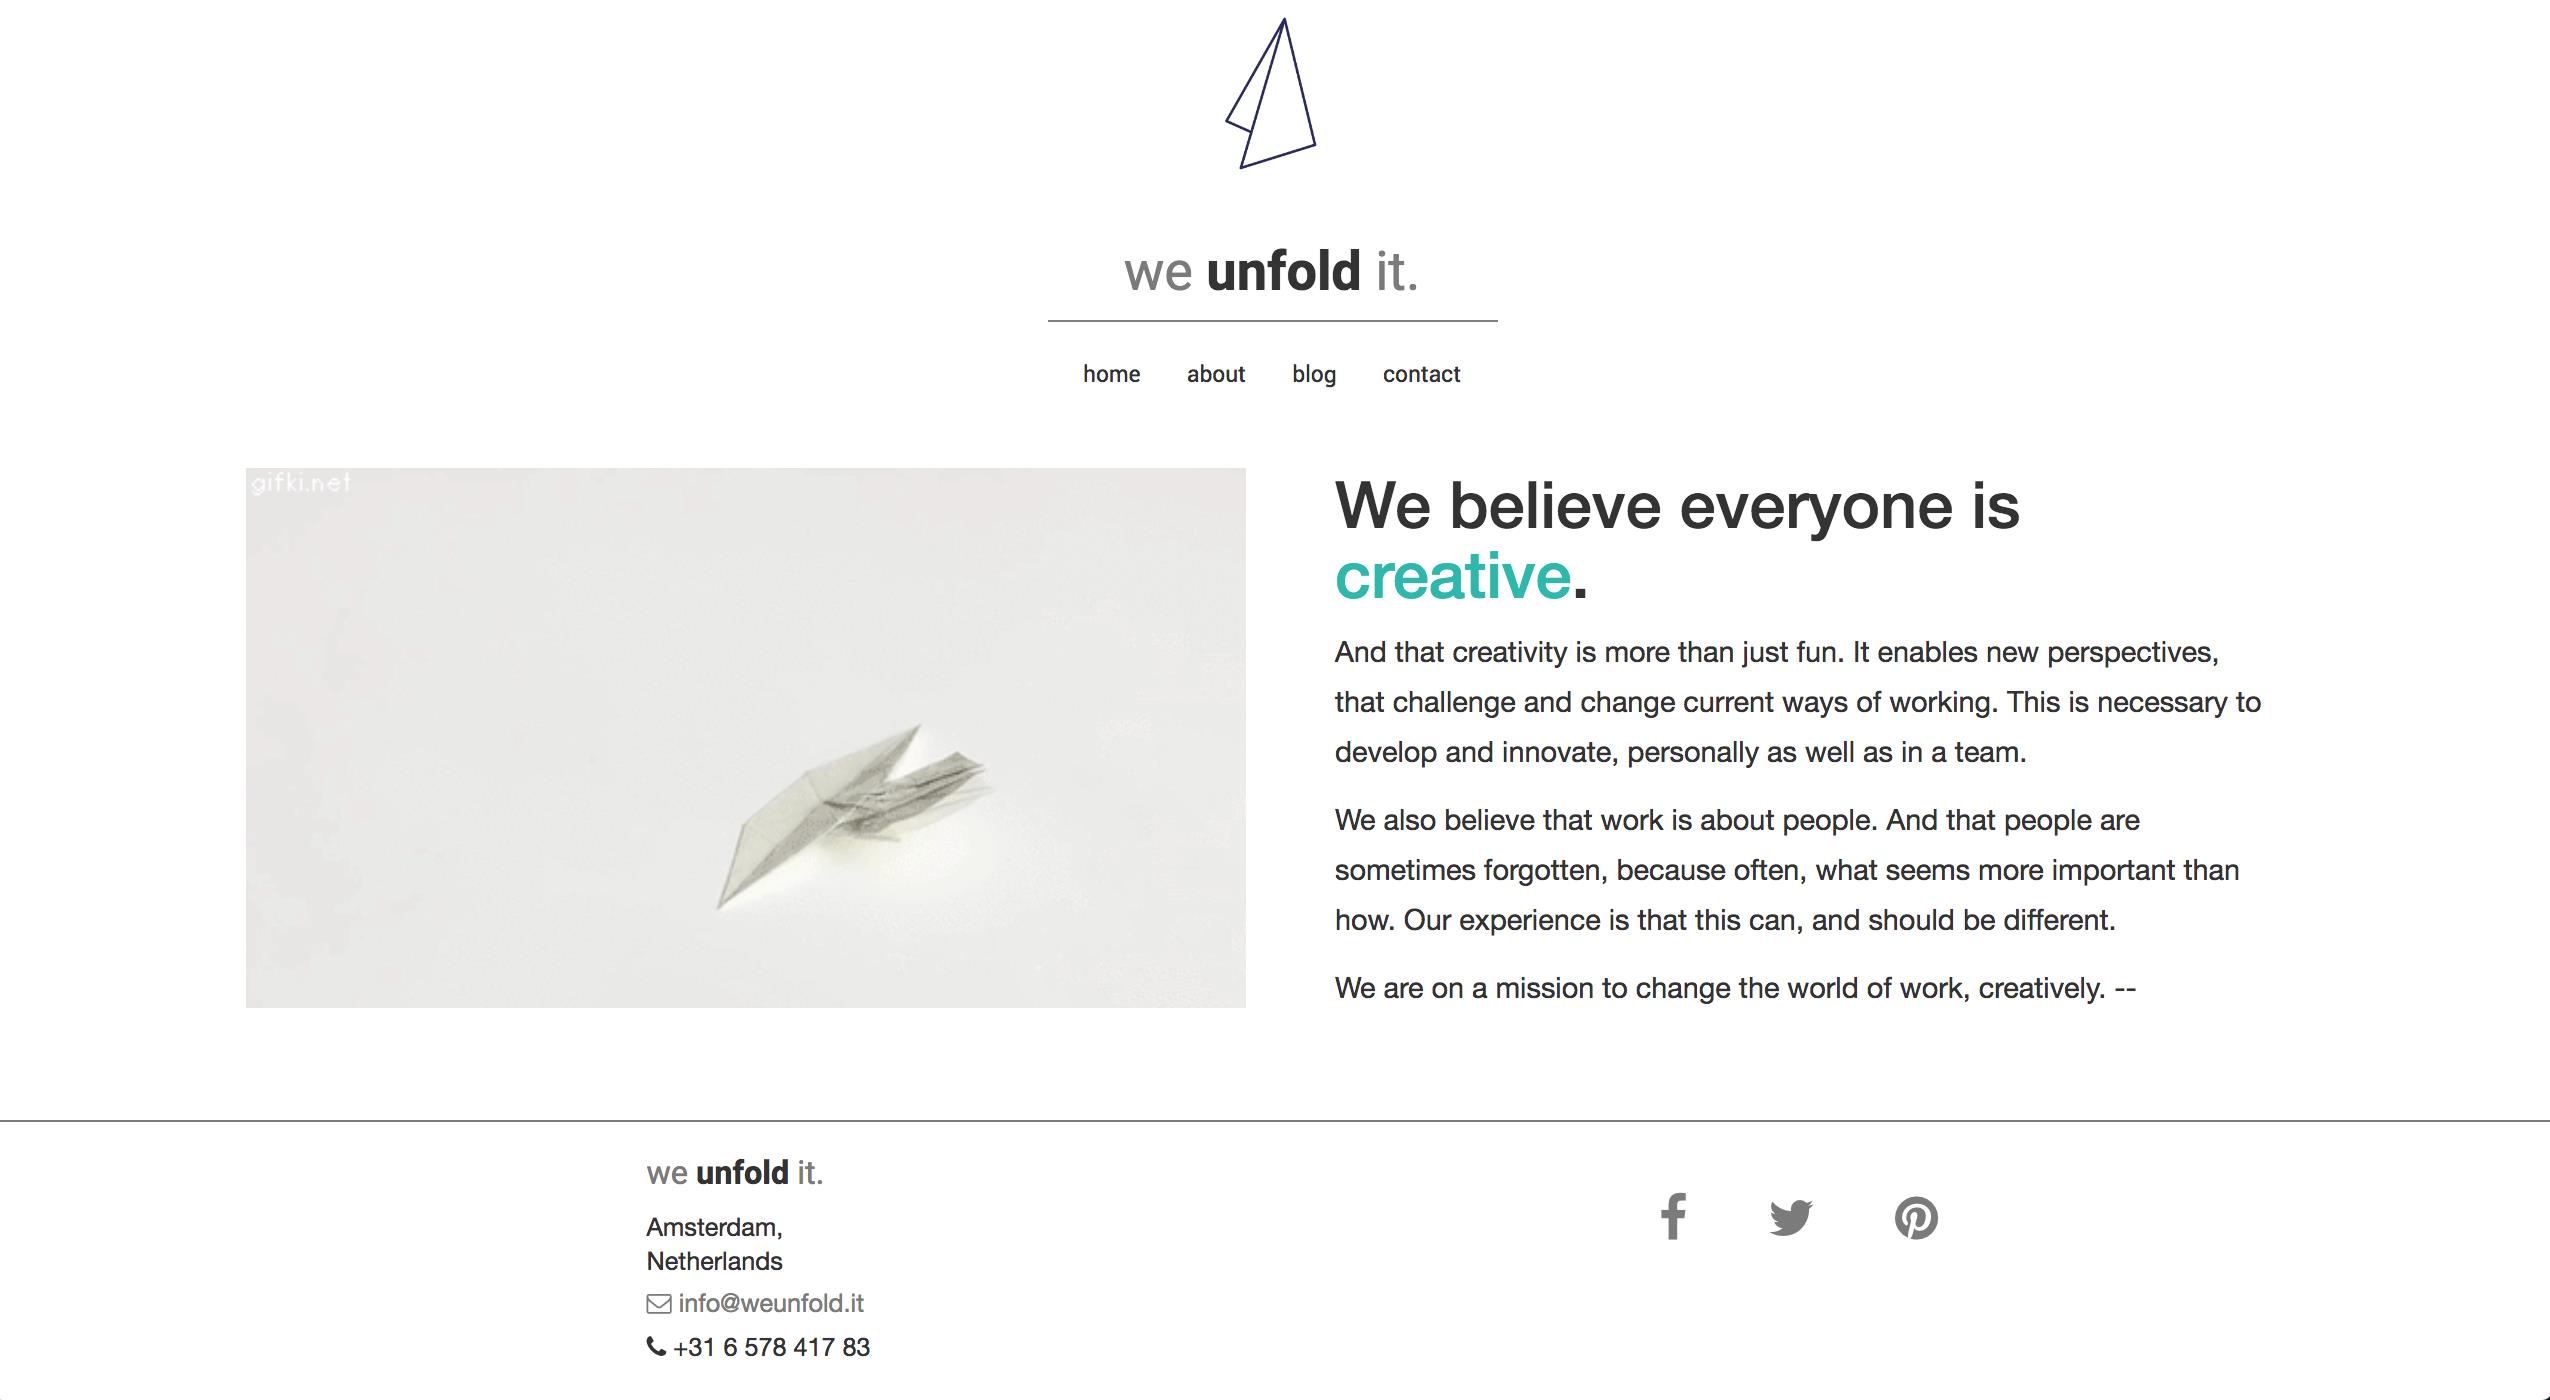 we unfold it.
home about blog contact
gifki.net
We believe everyone is
creative.
And that creativity is more than just fun. It enables new perspectives,
that challenge and change current ways of working. This is necessary to
develop and innovate, personally as well as in a team.
We also believe that work is about people. And that people are
sometimes forgotten, because often, what seems more important than
how. Our experience is that this can, and should be different.
We are on a mission to change the world of work, creatively. --
we unfold it.
Amsterdam,
Netherlands
info@weunfold.it
+31 6 578 417 83